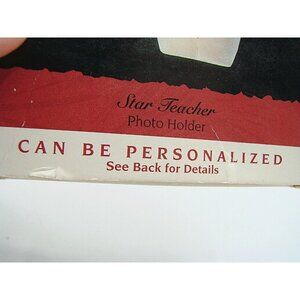 Star Teacher
Photo Holder
CAN BE PERSONALIZED
See Back for Details